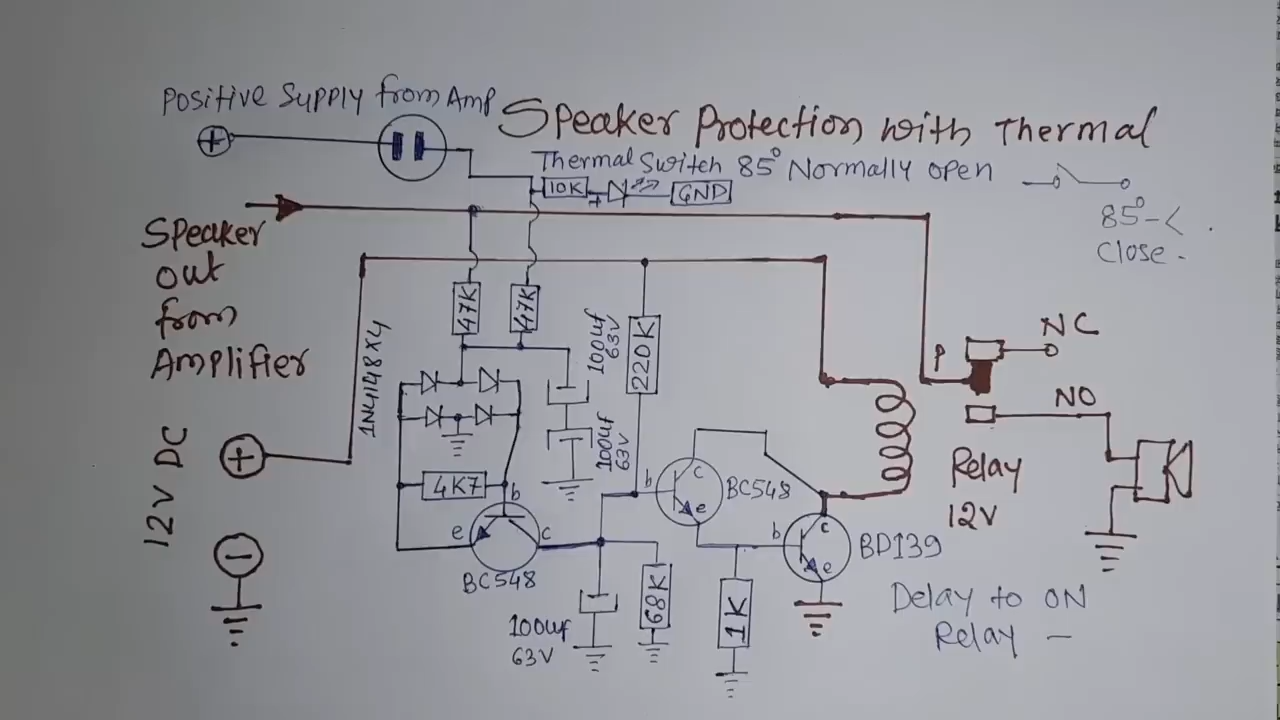 Positive Supply from Amp
Speaker Protection with Thermal
+
Thermal Switch 85° Normally open
10K
+
GND
85°-<
Close -
Speaker
out
from
Amplifier
47K
47K
100uf
63V
220K
1N4148X4
NC
P
NO
100uf
63V
12V DC
+
4K7
b
e
c
BC548
b
c
e
BC548
Relay
12V
b
c
e
BD139
-
68K
1K
100uf
63V
Delay to ON
Relay -